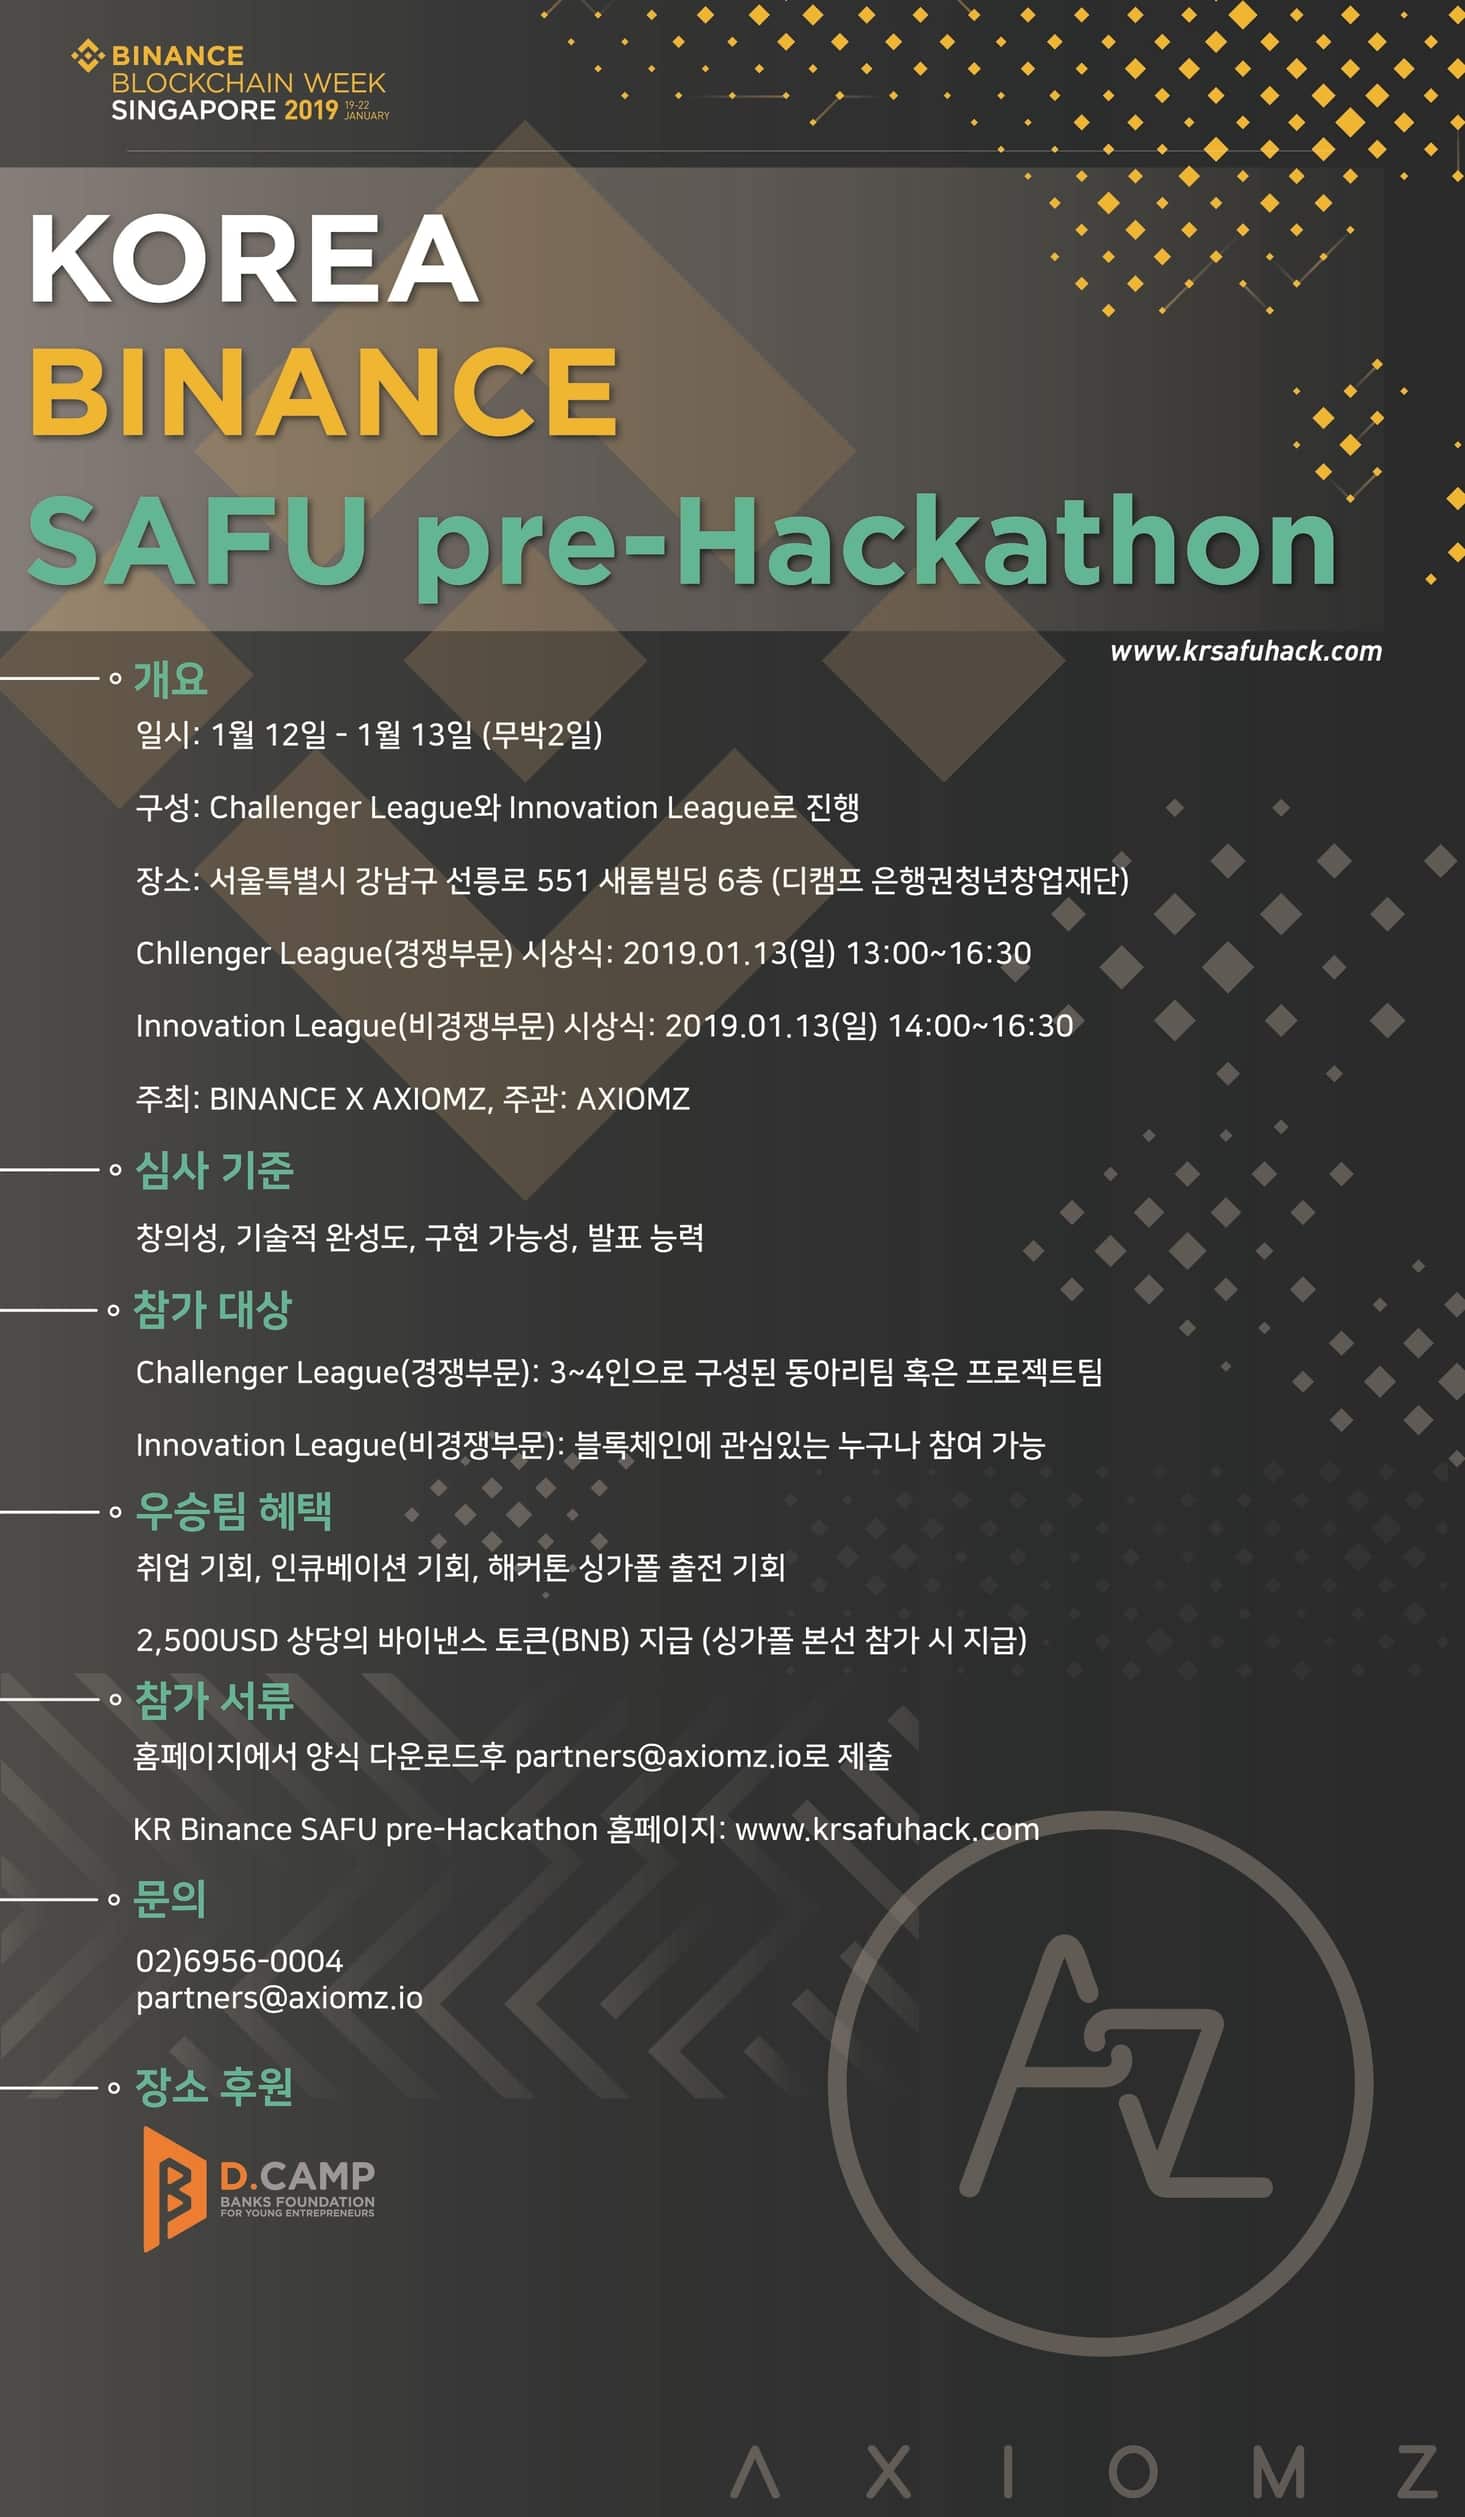 BINANCE
BLOCKCHAIN WEEK
SINGAPORE 2019 19-22 JANUARY
KOREA
BINANCE
SAFU pre-Hackathon
www.krsafuhack.com
개요
일시: 1월 12일 - 1월 13일 (무박2일)
구성: Challenger League와 Innovation League로 진행
장소: 서울특별시 강남구 선릉로 551 새롬빌딩 6층 (디캠프 은행권청년창업재단)
Chllenger League(경쟁부문) 시상식: 2019.01.13(일) 13:00~16:30
Innovation League(비경쟁부문) 시상식: 2019.01.13(일) 14:00~16:30
주최: BINANCE X AXIOMZ, 주관: AXIOMZ
심사 기준
창의성, 기술적 완성도, 구현 가능성, 발표 능력
참가 대상
Challenger League(경쟁부문): 3~4인으로 구성된 동아리팀 혹은 프로젝트팀
Innovation League(비경쟁부문): 블록체인에 관심있는 누구나 참여 가능
우승팀 혜택
취업 기회, 인큐베이션 기회, 해커톤 싱가폴 출전 기회
2,500USD 상당의 바이낸스 토큰(BNB) 지급 (싱가폴 본선 참가 시 지급)
참가 서류
홈페이지에서 양식 다운로드후 partners@axiomz.io로 제출
KR Binance SAFU pre-Hackathon 홈페이지: www.krsafuhack.com
문의
02)6956-0004
partners@axiomz.io
장소 후원
D.CAMP
BANKS FOUNDATION
FOR YOUNG ENTREPRENEURS
AZ
AXIOMZ